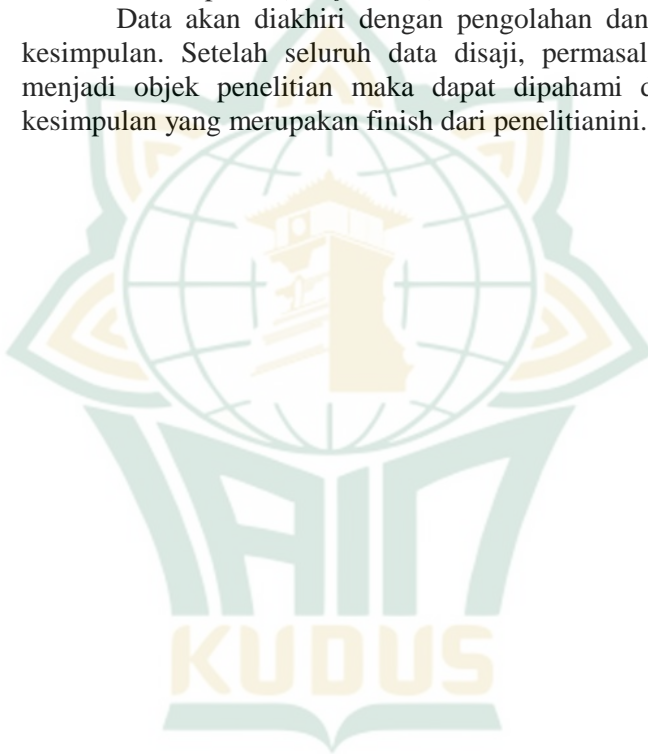 Data akan diakhiri dengan pengolahan dan
kesimpulan. Setelah seluruh data disaji, permasal
menjadi objek penelitian maka dapat dipahami d
kesimpulan yang merupakan finish dari penelitianini.
IAIN
KUDUS